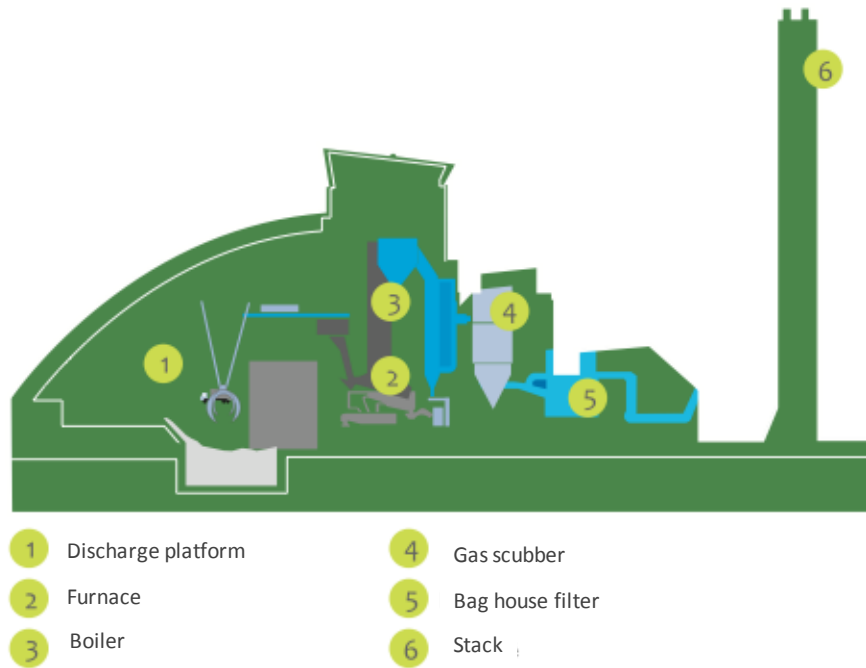 6
3
4
1
2
5
1 Discharge platform
2 Furnace
3 Boiler
4 Gas scubber
5 Bag house filter
6 Stack